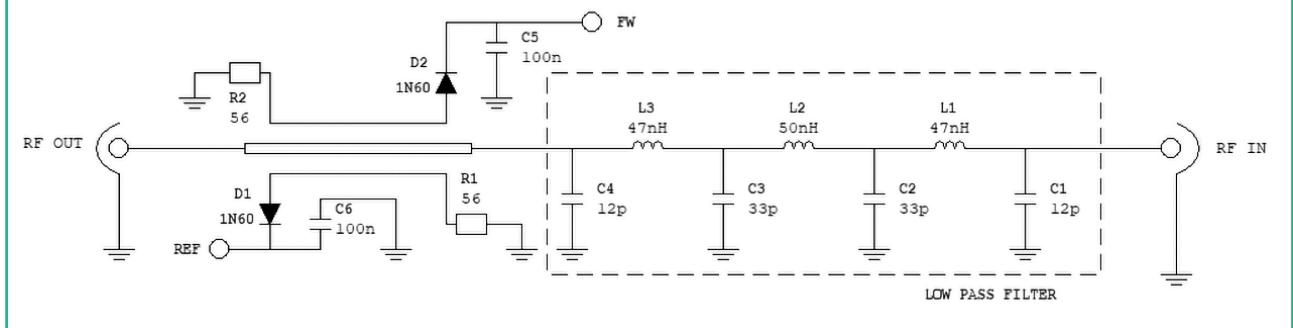 FW
C5
100n
D2
1N60
R2
56
L3
47nH
L2
50nH
L1
47nH
RF OUT
RF IN
R1
56
D1
1N60
C6
100n
C4
12p
C3
33p
C2
33p
C1
12p
REF
LOW PASS FILTER